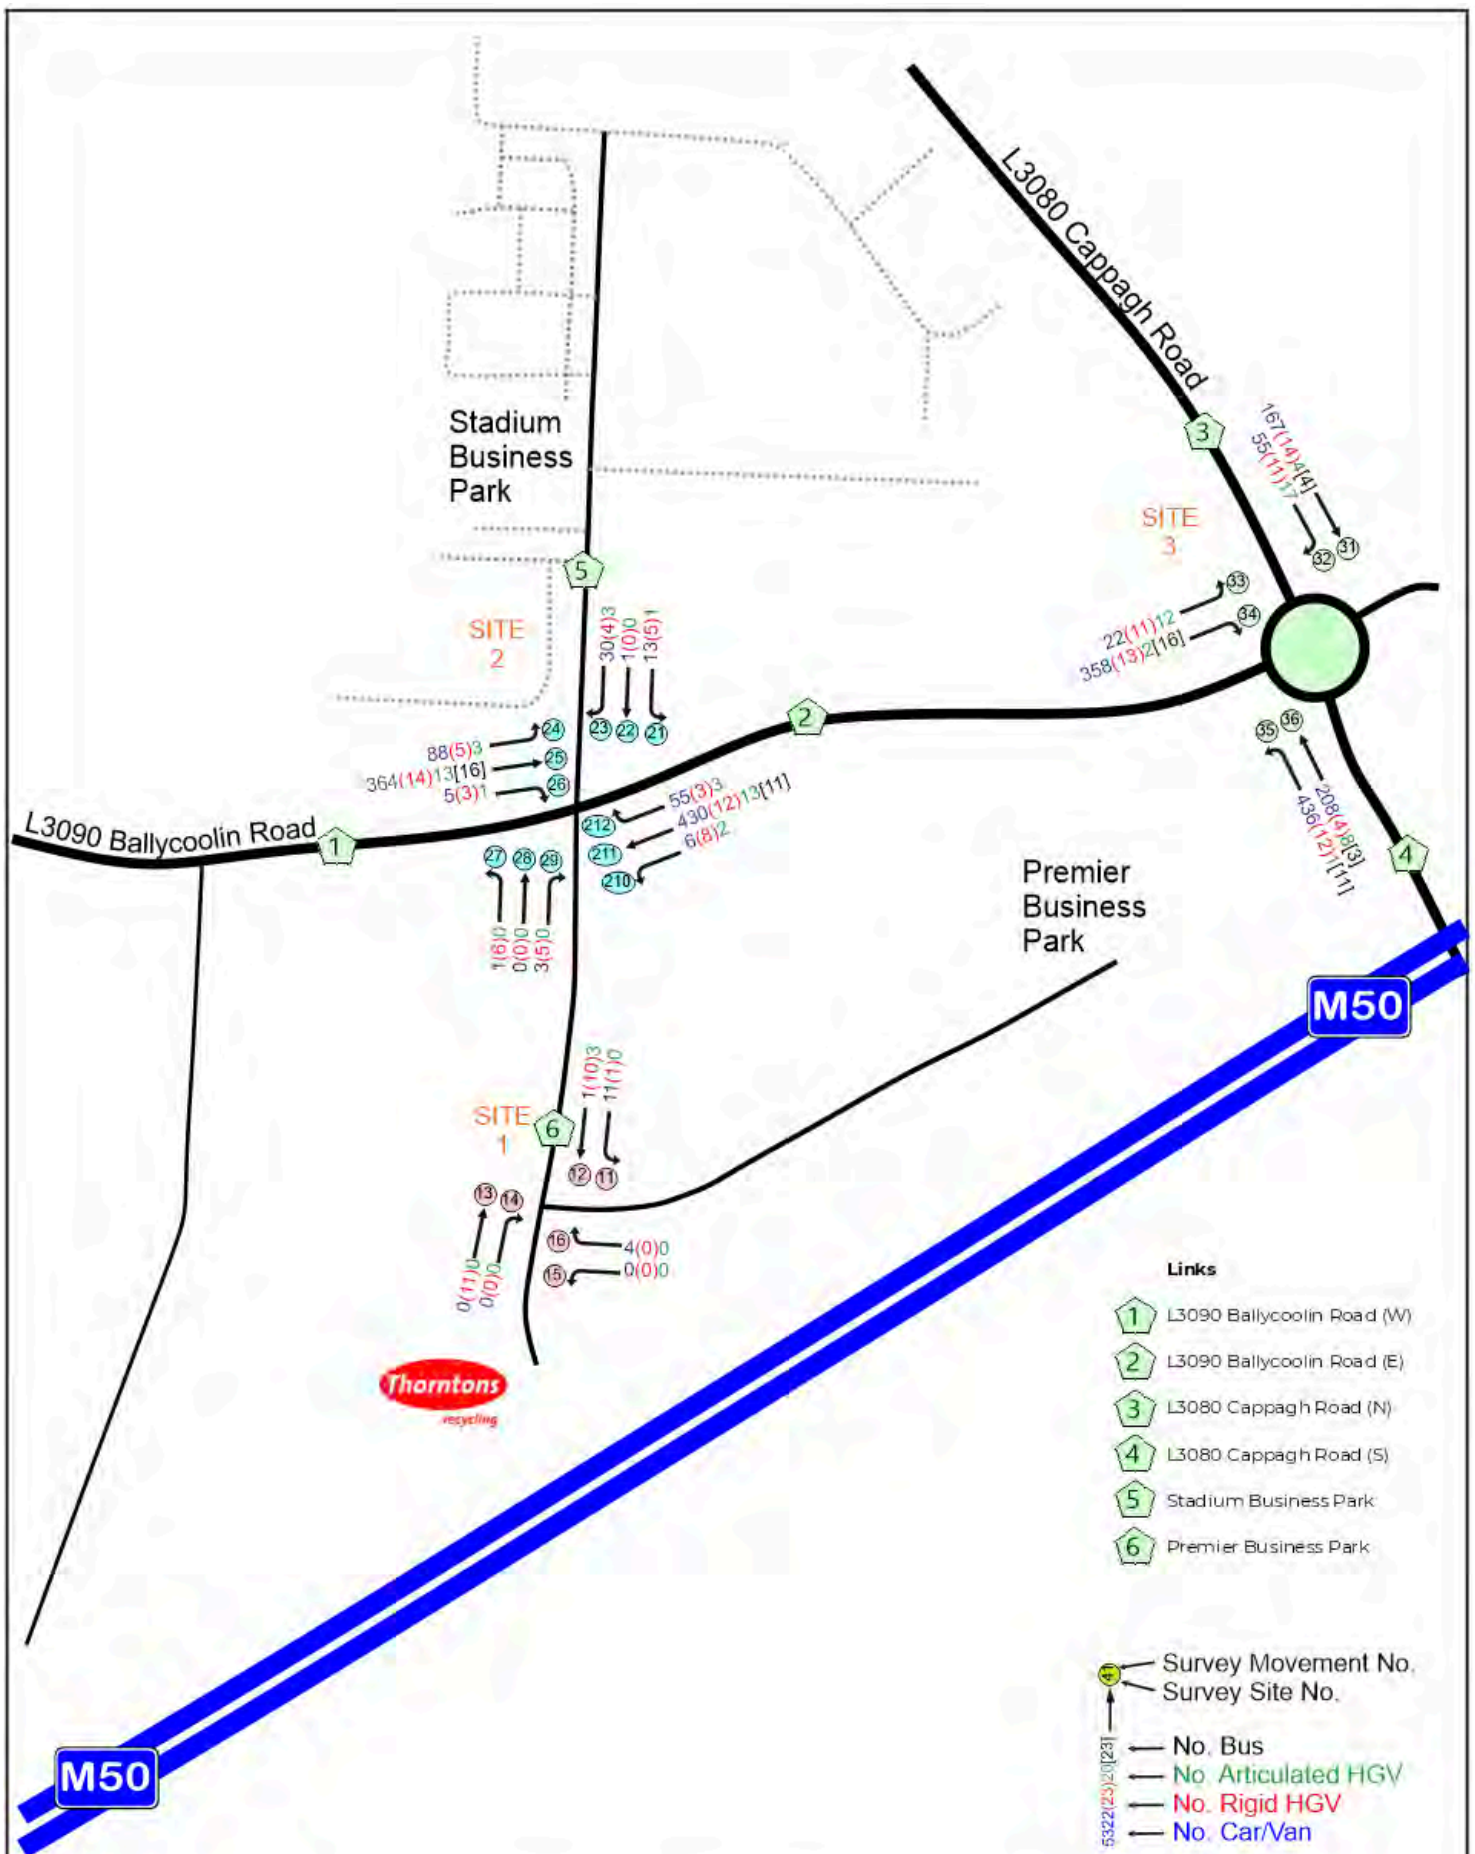 L3080 Cappagh Road
Stadium
Business
Park
3
167(14)4[4]
55(11)17
SITE
3
31
32
33
34
22(11)12
358(13)2[16]
5
SITE
2
30(4)3
1(0)0
13(5)1
2
24
23
22
21
25
26
88(5)3
364(14)13[16]
5(3)1
35
36
208(4)8[3]
436(12)1[11]
4
L3090 Ballycoolin Road
1
212
211
210
55(3)3
430(12)13[11]
6(8)2
27
28
29
1(6)0
0(0)0
3(5)0
Premier
Business
Park
M50
1(10)3
11(1)0
SITE
1
6
12
11
13
14
16
15
4(0)0
0(0)0
0(11)0
0(0)0
Thorntons
recycling
Links
1 L3090 Ballycoolin Road (W)
2 L3090 Ballycoolin Road (E)
3 L3080 Cappagh Road (N)
4 L3080 Cappagh Road (S)
5 Stadium Business Park
6 Premier Business Park
41
Survey Movement No.
Survey Site No.
5322(23)20[23]
No. Bus
No. Articulated HGV
No. Rigid HGV
No. Car/Van
M50